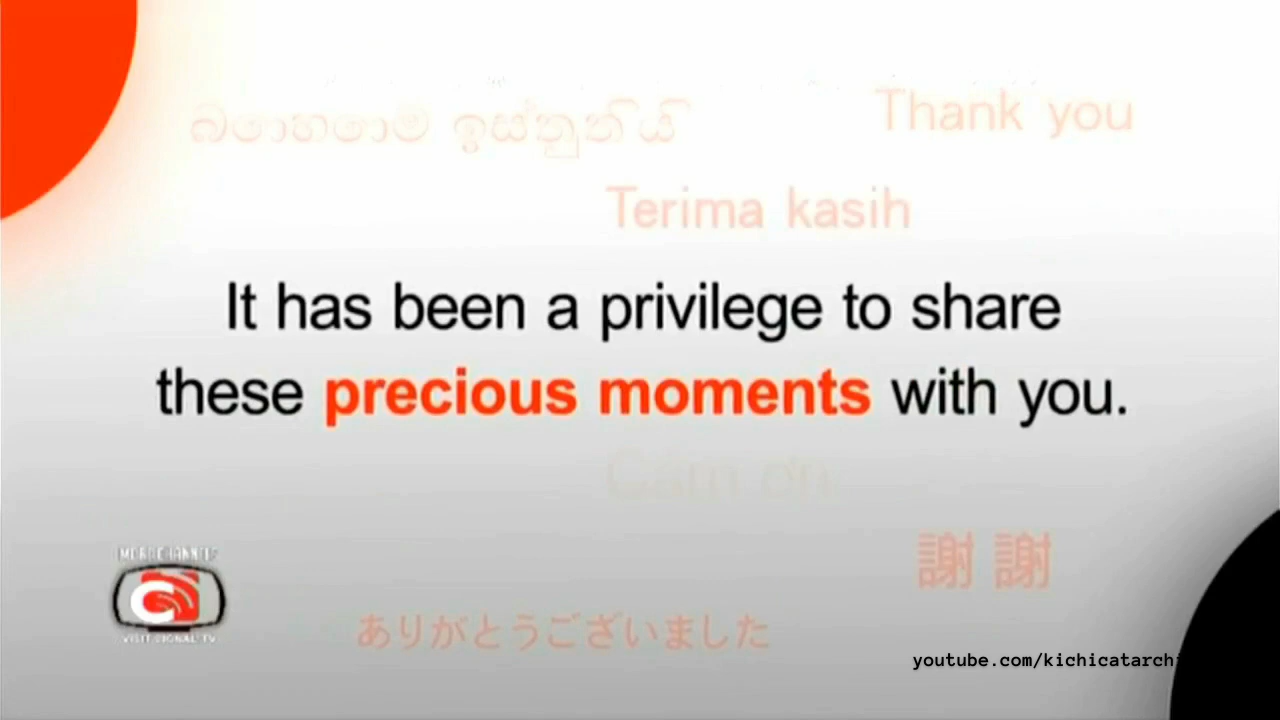 බොහොම ඉස්තුතියි
Thank you
Terima kasih
It has been a privilege to share
these precious moments with you.
Cảm ơn
謝謝
ありがとうございました
youtube.com/kichicatarchi